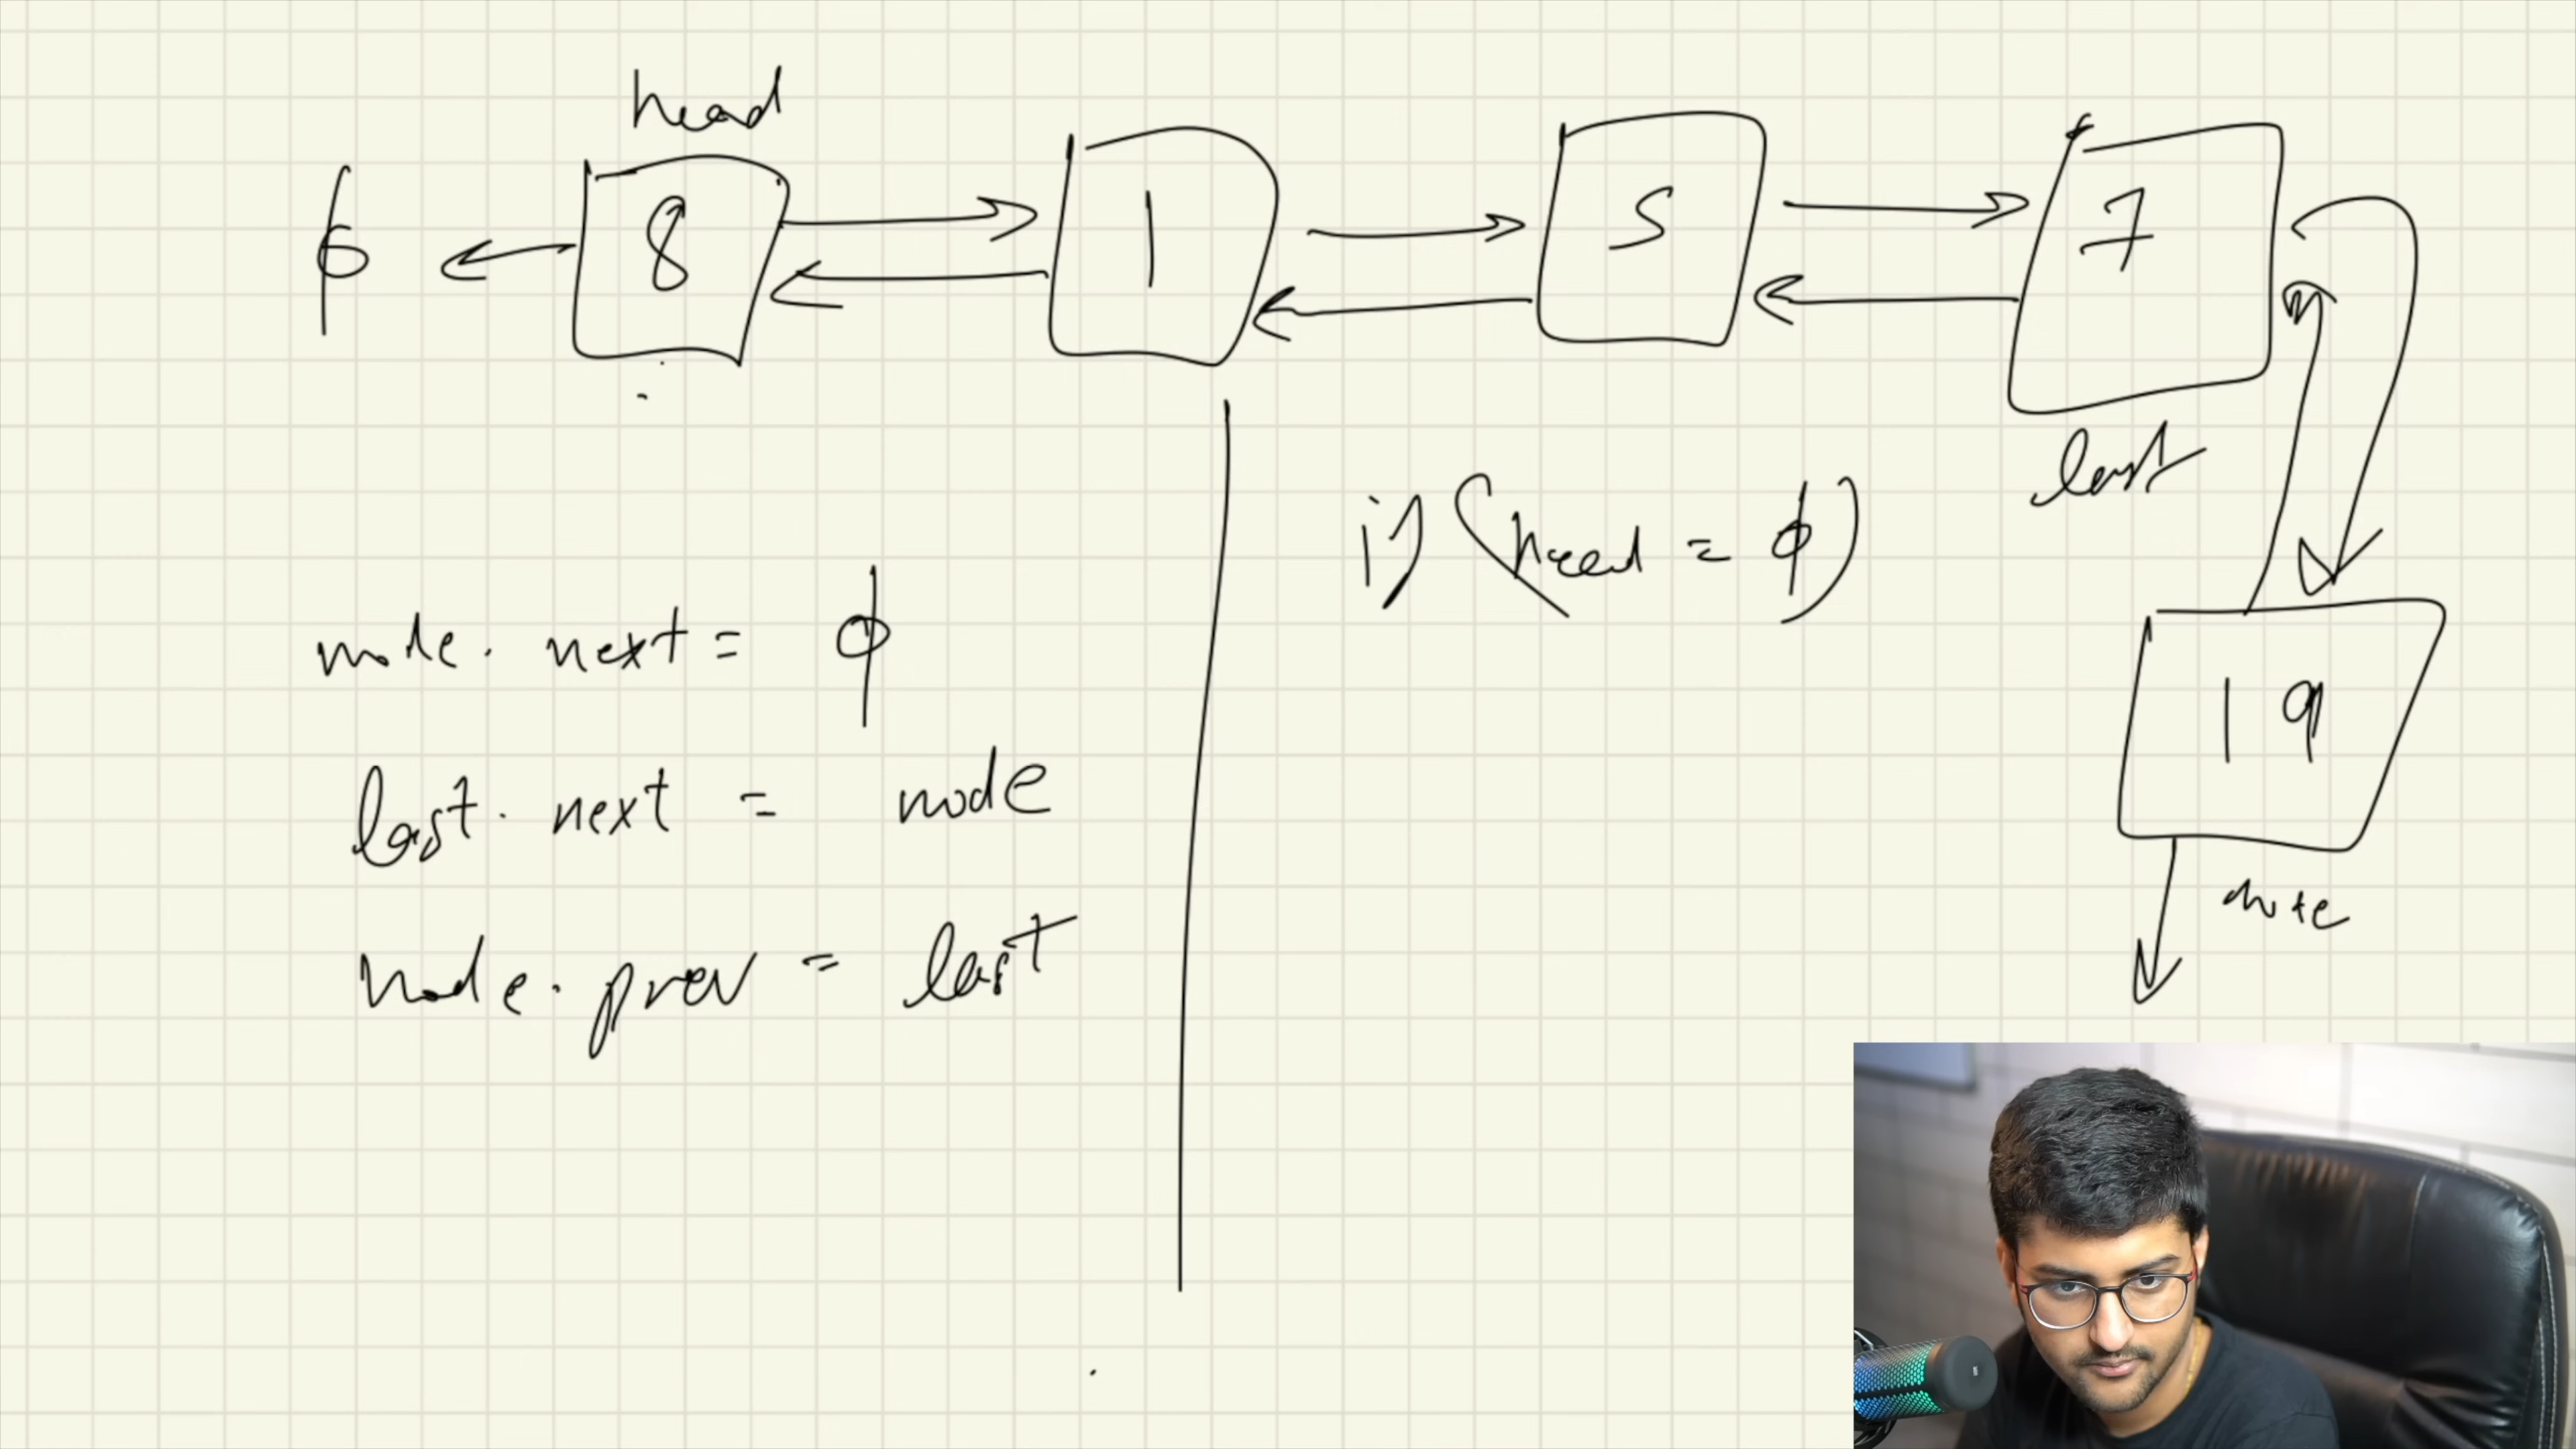 head
ϕ 8 1 5 7
last
if (head = ϕ)
node. next = ϕ
19
last. next = node
node
node. prev = last